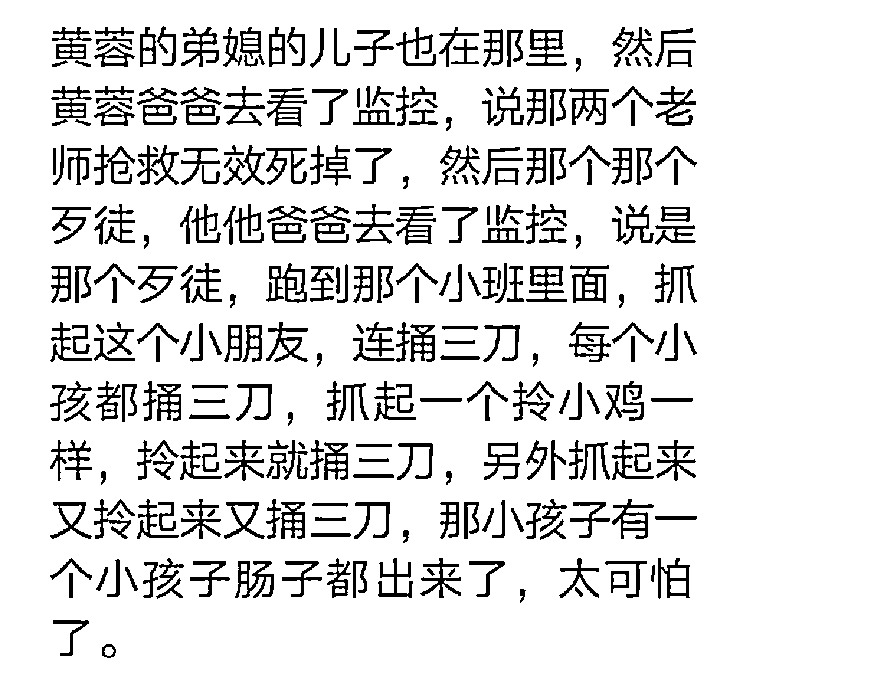 黄蓉的弟媳的儿子也在那里，然后
黄蓉爸爸去看了监控，说那两个老
师抢救无效死掉了，然后那个那个
歹徒，他他爸爸去看了监控，说是
那个歹徒，跑到那个小班里面，抓
起这个小朋友，连捅三刀，每个小
孩都捅三刀，抓起一个拎小鸡一
样，拎起来就捅三刀，另外抓起来
又拎起来又捅三刀，那小孩子有一
个小孩子肠子都出来了，太可怕
了。